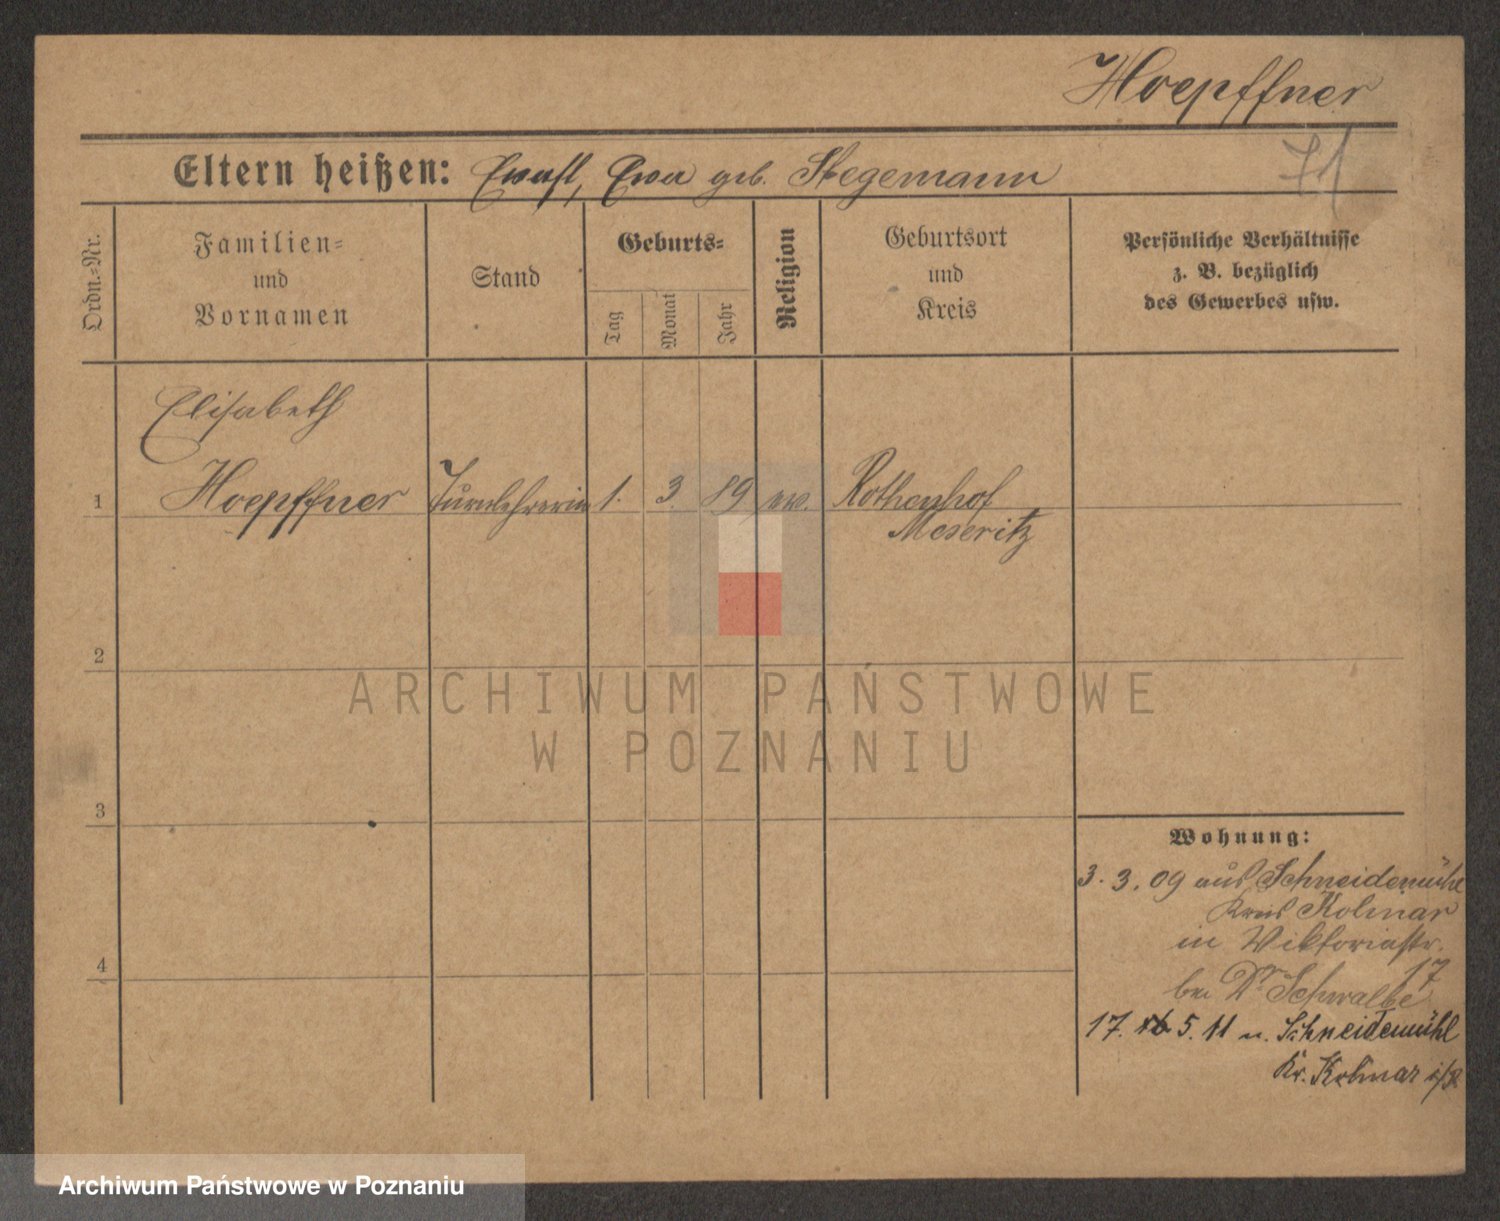 Hoepffner
71
Eltern heißen: Ernst, Eva geb. Stegemann
Ordn.-Nr.
Familien-
und
Vornamen
Stand
Geburts-
Tag
Monat
Jahr
Religion
Geburtsort
und
Kreis
Persönliche Verhältnisse
z. B. bezüglich
des Gewerbes usw.
Elisabeth
1 Hoepffner Turnlehrerin 1. 3. 89 ev. Rothenhof
Meseritz
2
3
4
Wohnung:
3. 3. 09 aus Schneidemühl
Kreis Kolmar
in Viktoriastr.
17
bei Dr. Schwalbe
17. 5. 11 n. Schneidemühl
Kr. Kolmar i/P.
ARCHIWUM PAŃSTWOWE
W POZNANIU
Archiwum Państwowe w Poznaniu